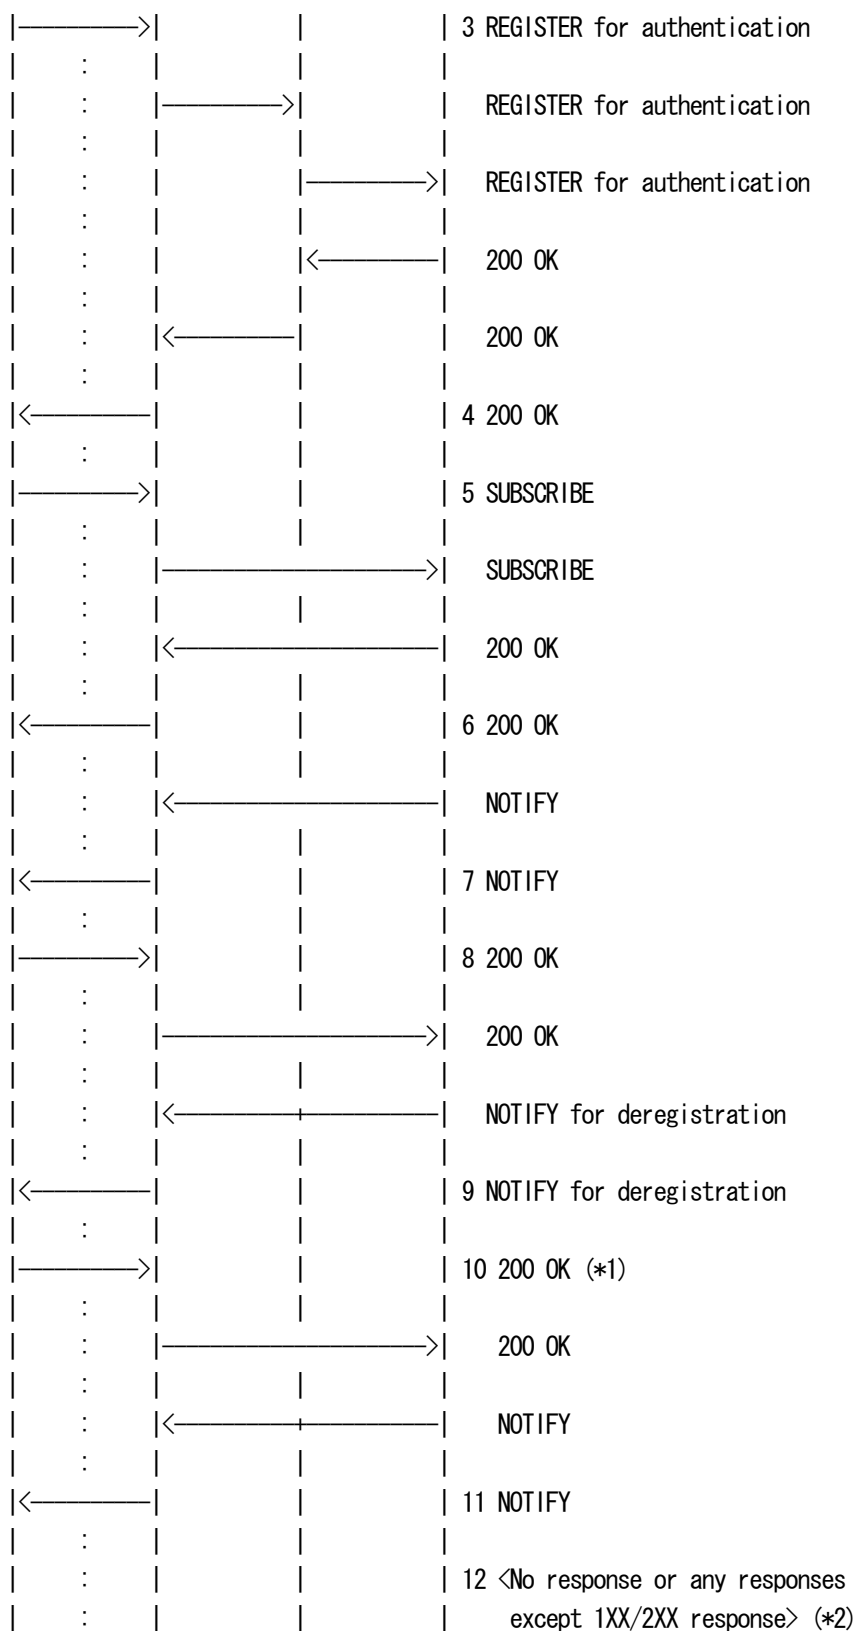 3 REGISTER for authentication
REGISTER for authentication
REGISTER for authentication
200 OK
200 OK
4 200 OK
5 SUBSCRIBE
SUBSCRIBE
200 OK
6 200 OK
NOTIFY
7 NOTIFY
8 200 OK
200 OK
NOTIFY for deregistration
9 NOTIFY for deregistration
10 200 OK (*1)
200 OK
NOTIFY
11 NOTIFY
12 <No response or any responses
except 1XX/2XX response> (*2)